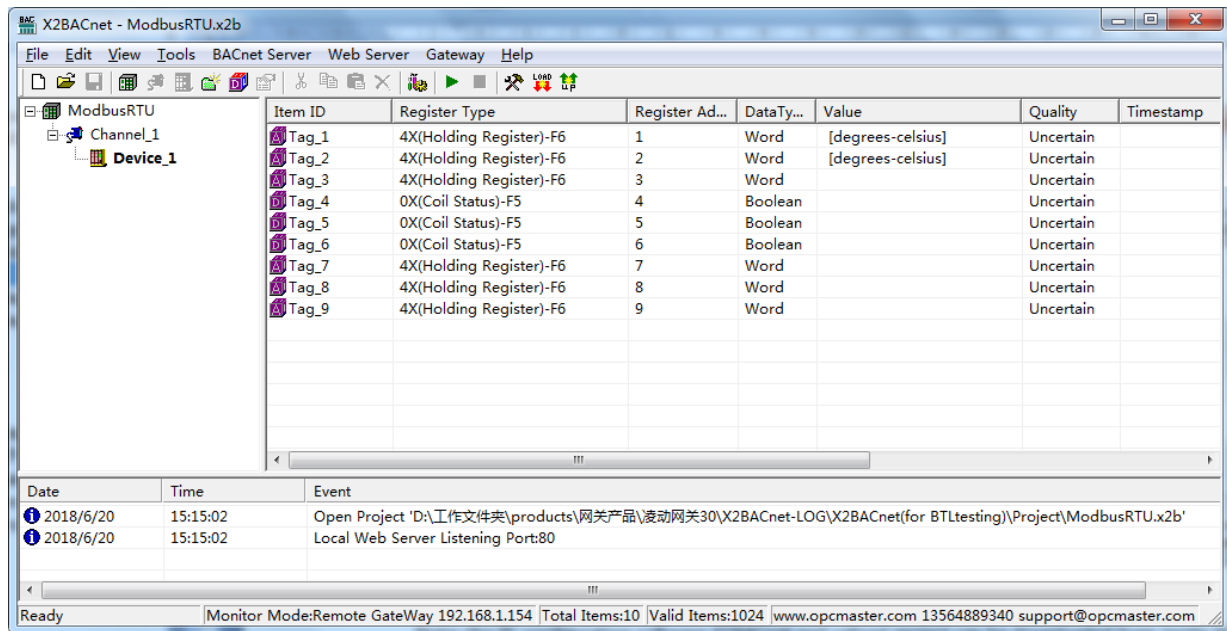 BAC X2BACnet - ModbusRTU.x2b
File Edit View Tools BACnet Server Web Server Gateway Help
ModbusRTU
Channel_1
Device_1
Item ID Register Type Register Ad... DataTy... Value Quality Timestamp
Tag_1 4X(Holding Register)-F6 1 Word [degrees-celsius] Uncertain
Tag_2 4X(Holding Register)-F6 2 Word [degrees-celsius] Uncertain
Tag_3 4X(Holding Register)-F6 3 Word Uncertain
Tag_4 0X(Coil Status)-F5 4 Boolean Uncertain
Tag_5 0X(Coil Status)-F5 5 Boolean Uncertain
Tag_6 0X(Coil Status)-F5 6 Boolean Uncertain
Tag_7 4X(Holding Register)-F6 7 Word Uncertain
Tag_8 4X(Holding Register)-F6 8 Word Uncertain
Tag_9 4X(Holding Register)-F6 9 Word Uncertain
Date Time Event
2018/6/20 15:15:02 Open Project 'D:\工作文件夹\products\网关产品\凌动网关30\X2BACnet-LOG\X2BACnet(for BTLtesting)\Project\ModbusRTU.x2b'
2018/6/20 15:15:02 Local Web Server Listening Port:80
Ready Monitor Mode:Remote GateWay 192.168.1.154 Total Items:10 Valid Items:1024 www.opcmaster.com 13564889340 support@opcmaster.com